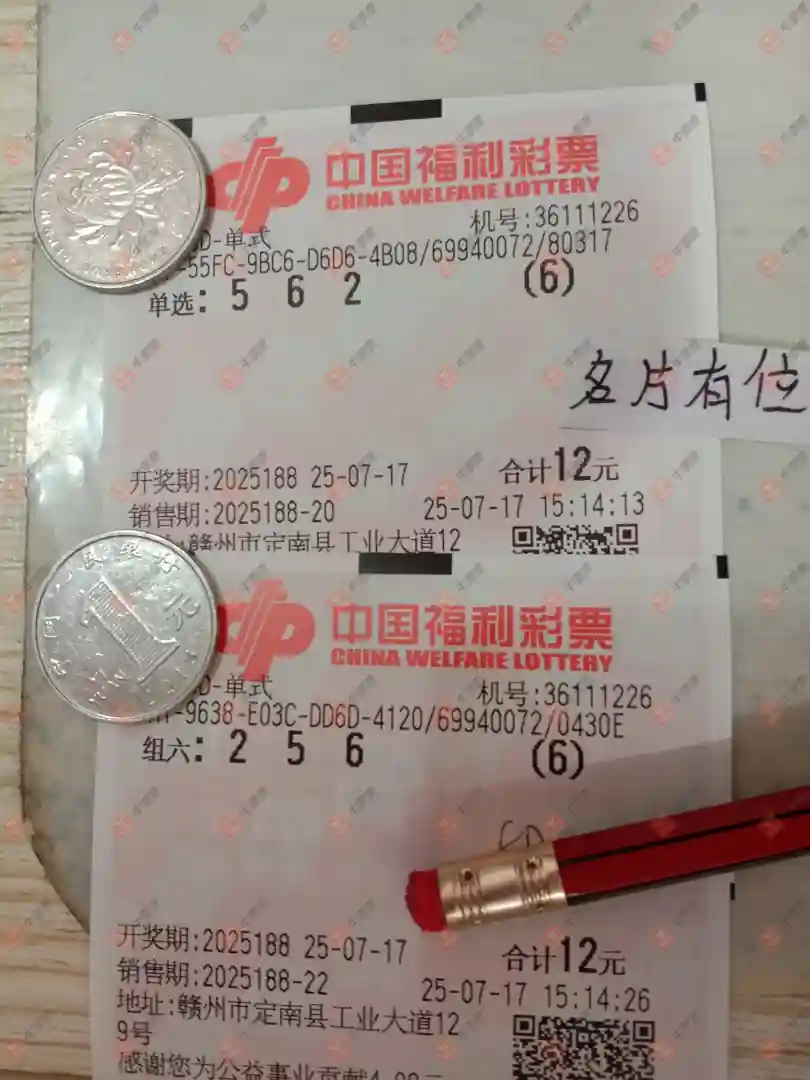 中国福利彩票
CHINA WELFARE LOTTERY
机号:36111226
D-单式
-55FC-9BC6-D6D6-4B08/69940072/80317
单选: 5 6 2 (6)
名片有位
开奖期:2025188 25-07-17 合计12元
销售期:2025188-20 25-07-17 15:14:13
赣州市定南县工业大道12
中国福利彩票
CHINA WELFARE LOTTERY
D-单式 机号:36111226
-9638-E03C-DD6D-4120/69940072/0430E
组六: 2 5 6 (6)
开奖期:2025188 25-07-17 合计12元
销售期:2025188-22 25-07-17 15:14:26
地址:赣州市定南县工业大道12
9号
感谢您为公益事业贡献4.08元